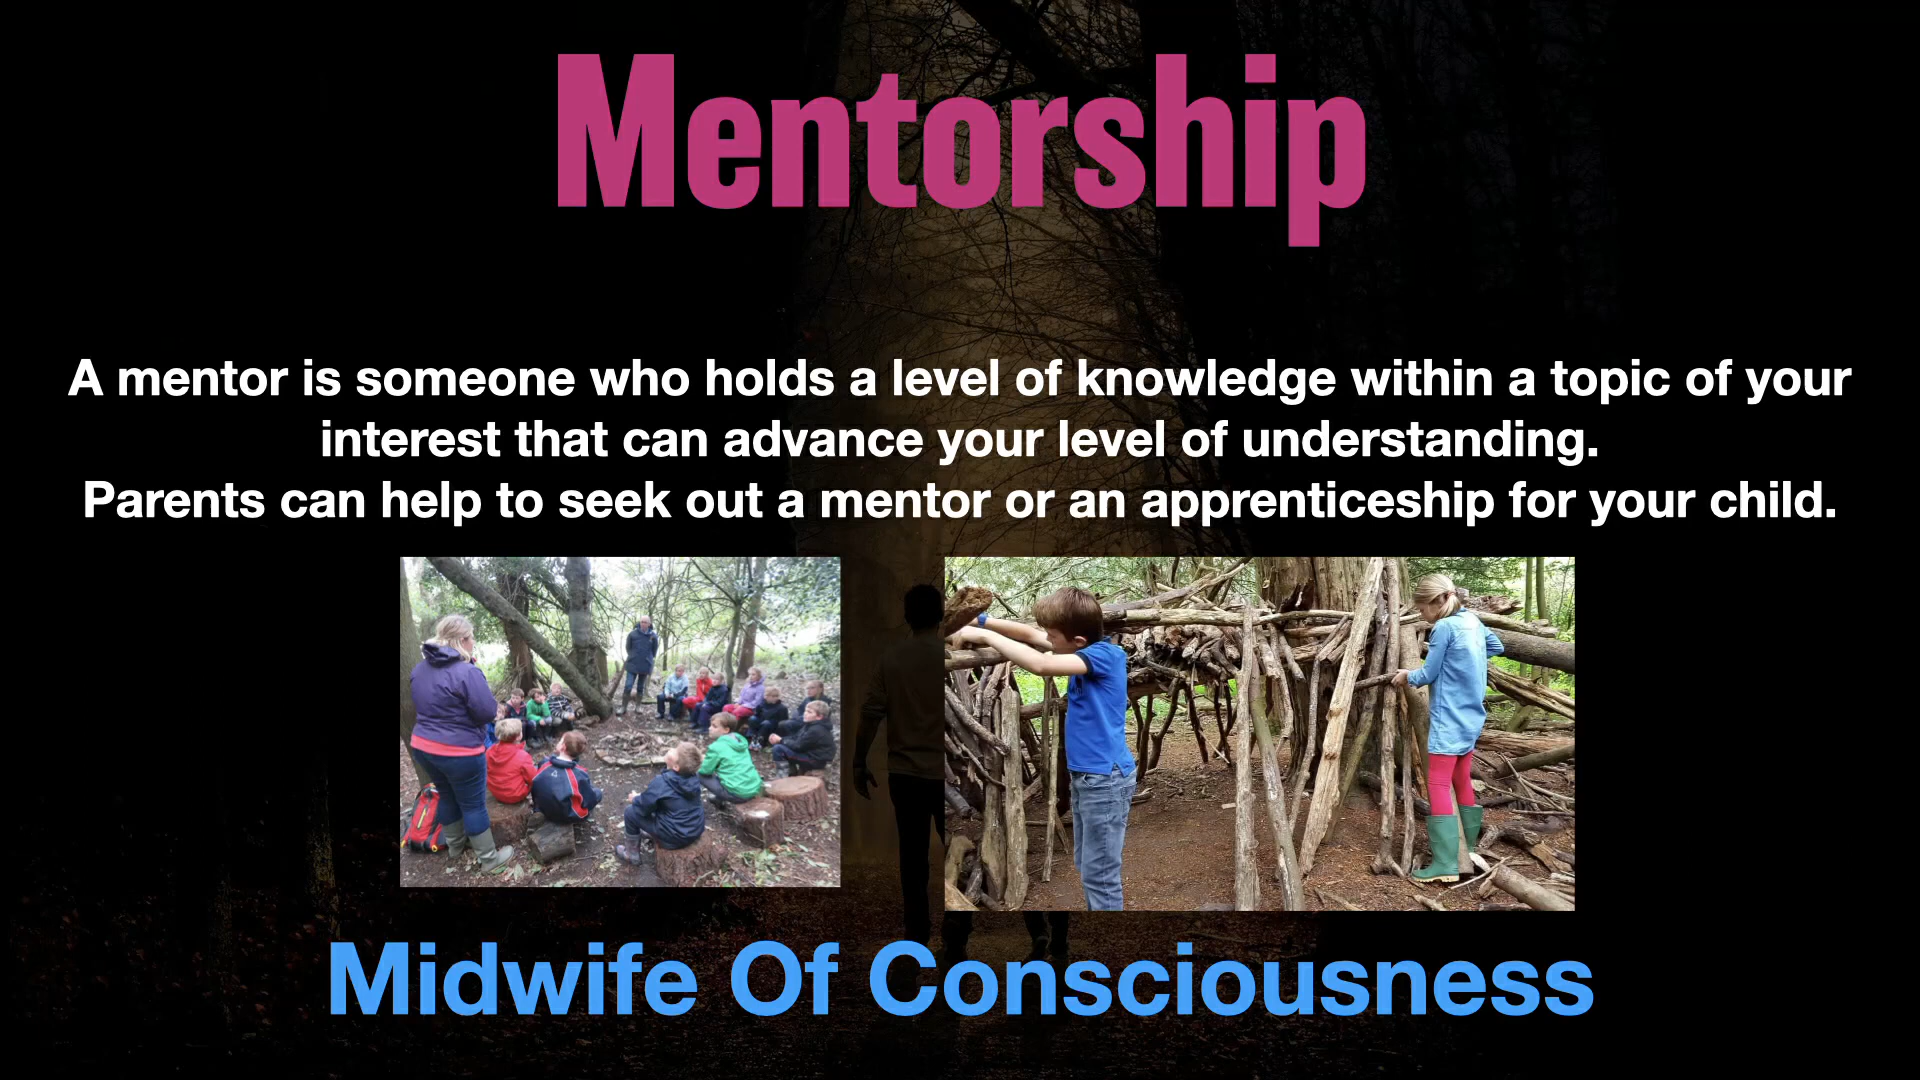 Mentorship
A mentor is someone who holds a level of knowledge within a topic of your
interest that can advance your level of understanding.
Parents can help to seek out a mentor or an apprenticeship for your child.
Midwife Of Consciousness